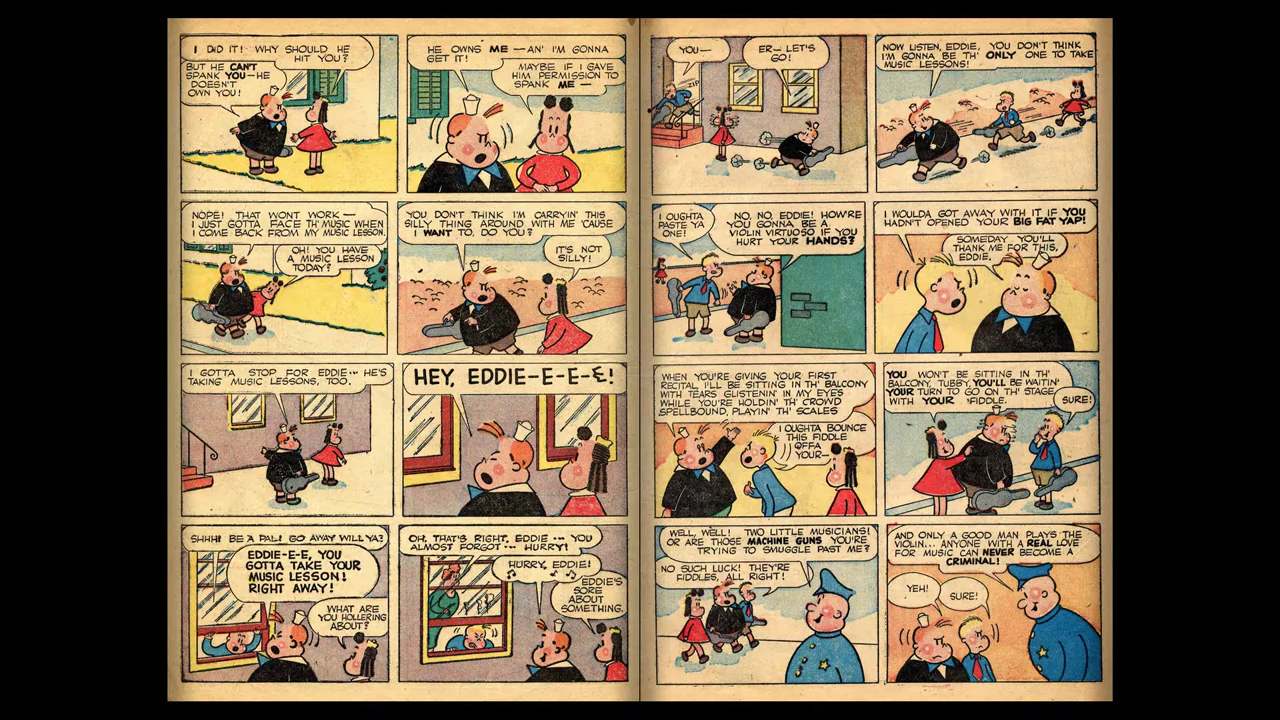 I DID IT! WHY SHOULD HE
HIT YOU?
BUT HE CAN'T
SPANK YOU—HE
DOESN'T
OWN YOU!
HE OWNS ME — AN' I'M GONNA
GET IT!
MAYBE IF I GAVE
HIM PERMISSION TO
SPANK ME —
NOPE! THAT WONT WORK —
I JUST GOTTA FACE TH' MUSIC WHEN
I COME BACK FROM MY MUSIC LESSON
OH! YOU HAVE
A MUSIC LESSON
TODAY?
YOU DON'T THINK I'M CARRYIN' THIS
SILLY THING AROUND WITH ME 'CAUSE
I WANT TO, DO YOU?
IT'S NOT
SILLY!
I GOTTA STOP FOR EDDIE--- HE'S
TAKING MUSIC LESSONS, TOO.
HEY, EDDIE-E-E-E!
SHHH! BE A PAL! GO AWAY WILL YA?
EDDIE-E-E, YOU
GOTTA TAKE YOUR
MUSIC LESSON!
RIGHT AWAY!
WHAT ARE
YOU HOLLERING
ABOUT?
OH, THAT'S RIGHT, EDDIE --- YOU
ALMOST FORGOT --- HURRY!
HURRY, EDDIE!
EDDIE'S
SORE
ABOUT
SOMETHING.
YOU—
ER— LET'S
GO!
ZIP
NOW LISTEN, EDDIE, YOU DON'T THINK
I'M GONNA BE TH' ONLY ONE TO TAKE
MUSIC LESSONS!
I OUGHTA
PASTE YA
ONE!
NO, NO, EDDIE! HOW'RE
YOU GONNA BE A
VIOLIN VIRTUOSO IF YOU
HURT YOUR HANDS?
I WOULDA GOT AWAY WITH IT IF YOU
HADN'T OPENED YOUR BIG FAT YAP!
SOMEDAY YOU'LL
THANK ME FOR THIS,
EDDIE.
WHEN YOU'RE GIVING YOUR FIRST
RECITAL, I'LL BE SITTING IN TH' BALCONY
WITH TEARS GLISTENIN' IN MY EYES
WHILE YOU'RE HOLDIN' TH' CROWD
SPELLBOUND, PLAYIN' TH' SCALES
I OUGHTA BOUNCE
THIS FIDDLE
OFFA
YOUR—
YOU WON'T BE SITTING IN TH'
BALCONY, TUBBY, YOU'LL BE WAITIN'
YOUR TURN TO GO ON TH' STAGE
WITH YOUR FIDDLE.
SURE!
WELL, WELL! TWO LITTLE MUSICIANS!
OR ARE THOSE MACHINE GUNS YOU'RE
TRYING TO SMUGGLE PAST ME?
NO SUCH LUCK! THEY'RE
FIDDLES, ALL RIGHT!
AND ONLY A GOOD MAN PLAYS THE
VIOLIN... ANYONE WITH A REAL LOVE
FOR MUSIC CAN NEVER BECOME A
CRIMINAL!
YEH!
SURE!